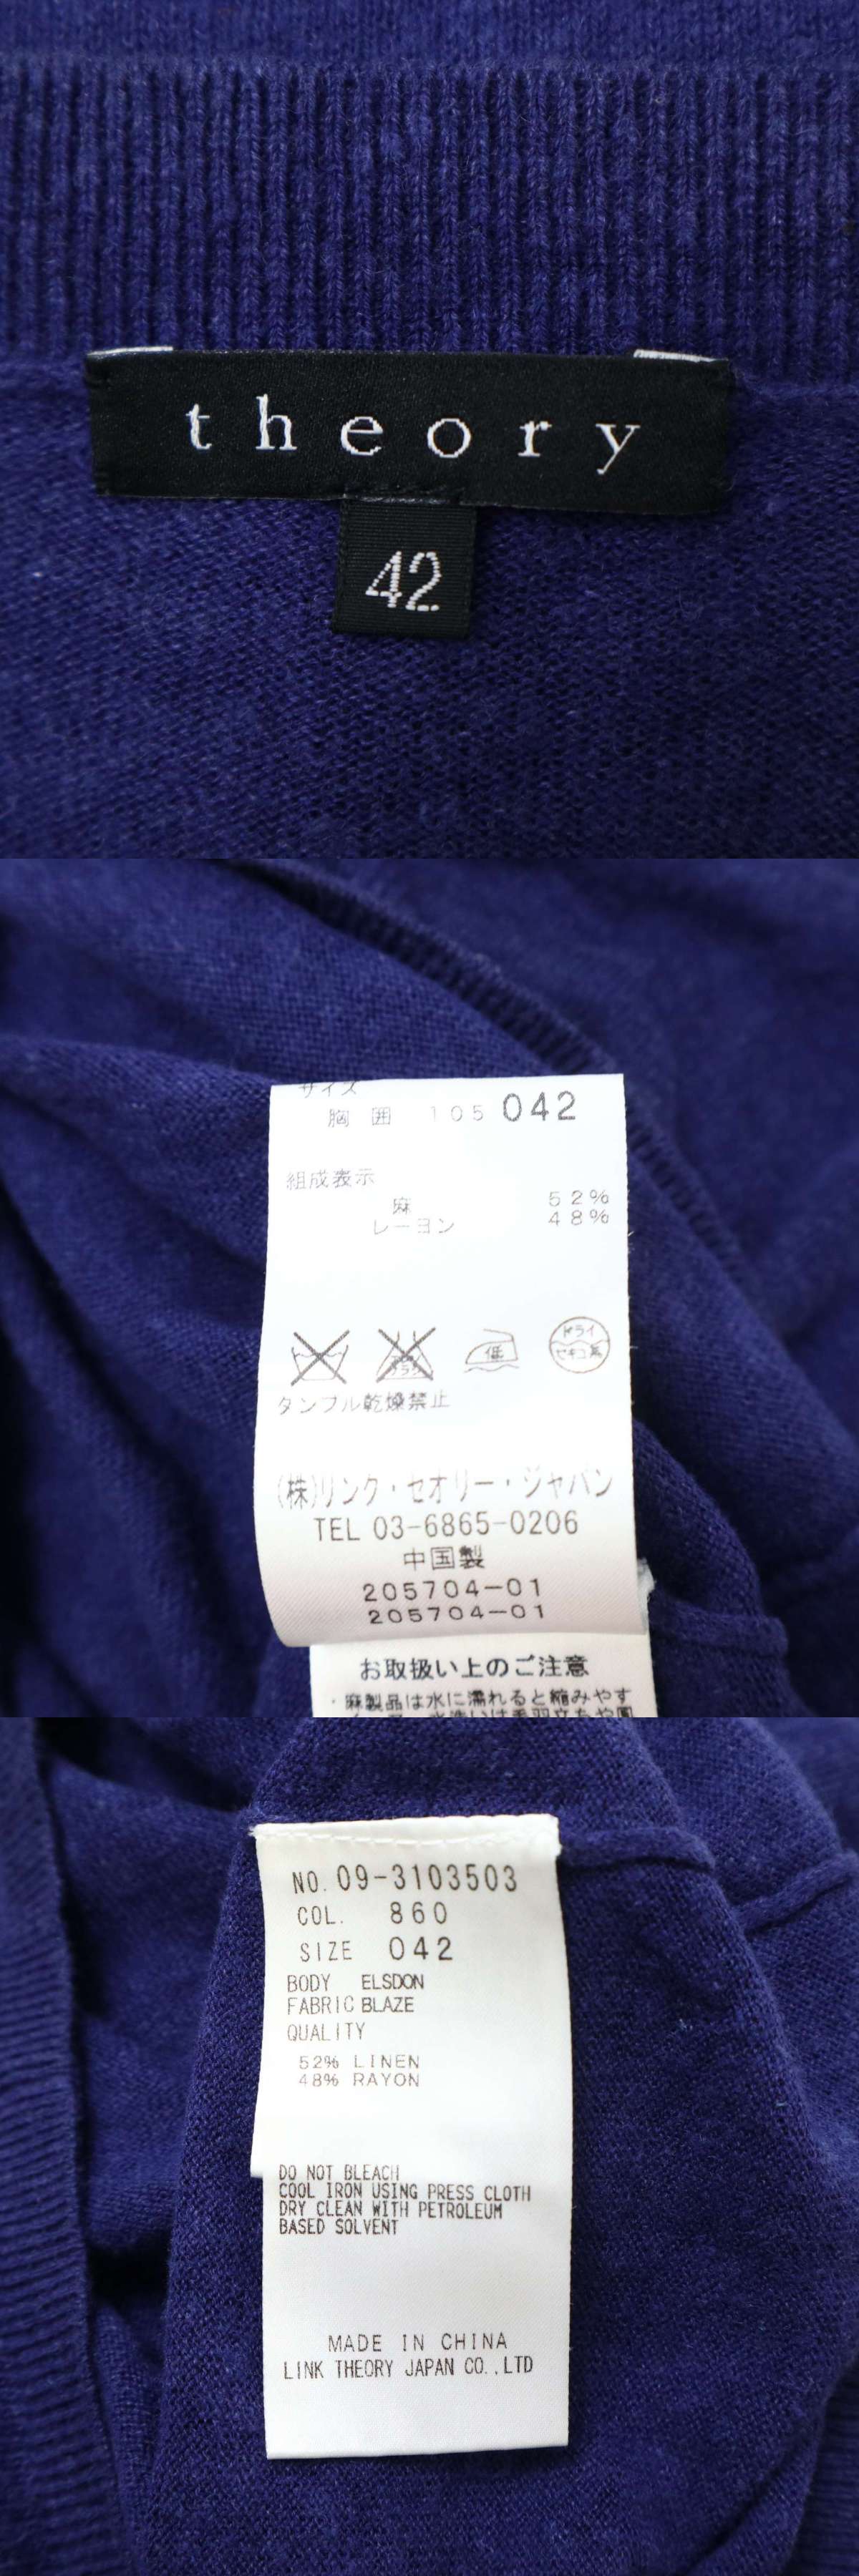 theory
42
サイズ
胸囲 105 042
組成表示
麻 52%
レーヨン 48%
低
ドライ
セキユ系
タンブル乾燥禁止
(株)リンク・セオリー・ジャパン
TEL 03-6865-0206
中国製
205704-01
205704-01
お取扱い上のご注意
・麻製品は水に濡れると縮みやす
NO. 09-3103503
COL. 860
SIZE 042
BODY ELSDON
FABRIC BLAZE
QUALITY
52% LINEN
48% RAYON
DO NOT BLEACH
COOL IRON USING PRESS CLOTH
DRY CLEAN WITH PETROLEUM
BASED SOLVENT
MADE IN CHINA
LINK THEORY JAPAN CO.,LTD